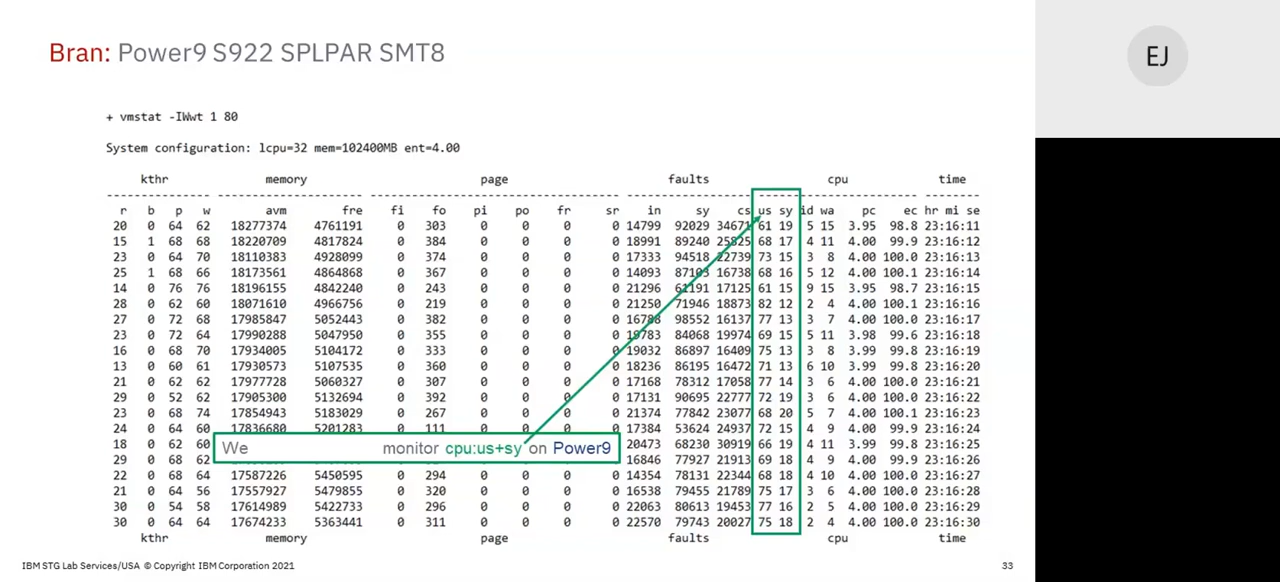 Bran: Power9 S922 SPLPAR SMT8
EJ
+ vmstat -IWwt 1 80
System configuration: lcpu=32 mem=102400MB ent=4.00
kthr memory page faults cpu time
r b p w avm fre fi fo pi po fr sr in sy cs us sy id wa pc ec hr mi se
20 0 64 62 18277374 4761191 0 303 0 0 0 0 14799 92029 34671 61 19 5 15 3.95 98.8 23:16:11
15 1 68 68 18220709 4817824 0 384 0 0 0 0 18991 89240 25825 68 17 4 11 4.00 99.9 23:16:12
23 0 64 70 18110383 4928099 0 374 0 0 0 0 17333 94518 22739 73 15 3 8 4.00 100.0 23:16:13
25 1 68 66 18173561 4864868 0 367 0 0 0 0 14093 87103 16738 68 16 5 12 4.00 100.1 23:16:14
14 0 76 76 18196155 4842240 0 243 0 0 0 0 21296 61191 17125 61 15 9 15 3.95 98.7 23:16:15
28 0 62 60 18071610 4966756 0 219 0 0 0 0 21250 71946 18873 82 12 2 4 4.00 100.1 23:16:16
27 0 72 68 17985847 5052443 0 382 0 0 0 0 16788 98552 16137 77 13 3 7 4.00 100.0 23:16:17
23 0 72 64 17990288 5047950 0 355 0 0 0 0 19783 84068 19974 69 15 5 11 3.98 99.6 23:16:18
16 0 68 70 17934005 5104172 0 333 0 0 0 0 19032 86897 16409 75 13 3 8 3.99 99.8 23:16:19
13 0 60 61 17930573 5107535 0 360 0 0 0 0 18236 86195 16472 71 13 6 10 3.99 99.8 23:16:20
21 0 62 62 17977728 5060327 0 307 0 0 0 0 17168 78312 17058 77 14 3 6 4.00 100.0 23:16:21
29 0 52 62 17905300 5132694 0 392 0 0 0 0 17131 90695 22777 72 19 3 6 4.00 100.0 23:16:22
23 0 68 74 17854943 5183029 0 267 0 0 0 0 21374 77842 23077 68 20 5 7 4.00 100.1 23:16:23
24 0 64 60 17836680 5201283 0 111 0 0 0 0 17384 53624 24937 72 15 4 9 4.00 99.9 23:16:24
18 0 62 60 20473 68230 30919 66 19 4 11 3.99 99.8 23:16:25
We monitor cpu:us+sy on Power9
29 0 68 62 16846 77927 21913 69 18 4 9 4.00 99.9 23:16:26
22 0 68 64 17587226 5450595 0 294 0 0 0 0 14354 78131 22344 68 18 4 10 4.00 100.0 23:16:27
21 0 64 56 17557927 5479855 0 320 0 0 0 0 16538 79455 21789 75 17 3 6 4.00 100.0 23:16:28
30 0 54 58 17614989 5422733 0 296 0 0 0 0 22063 80613 19453 77 16 2 5 4.00 100.0 23:16:29
30 0 64 64 17674233 5363441 0 311 0 0 0 0 22570 79743 20027 75 18 2 4 4.00 100.0 23:16:30
kthr memory page faults cpu time
IBM STG Lab Services/USA © Copyright IBM Corporation 2021
33